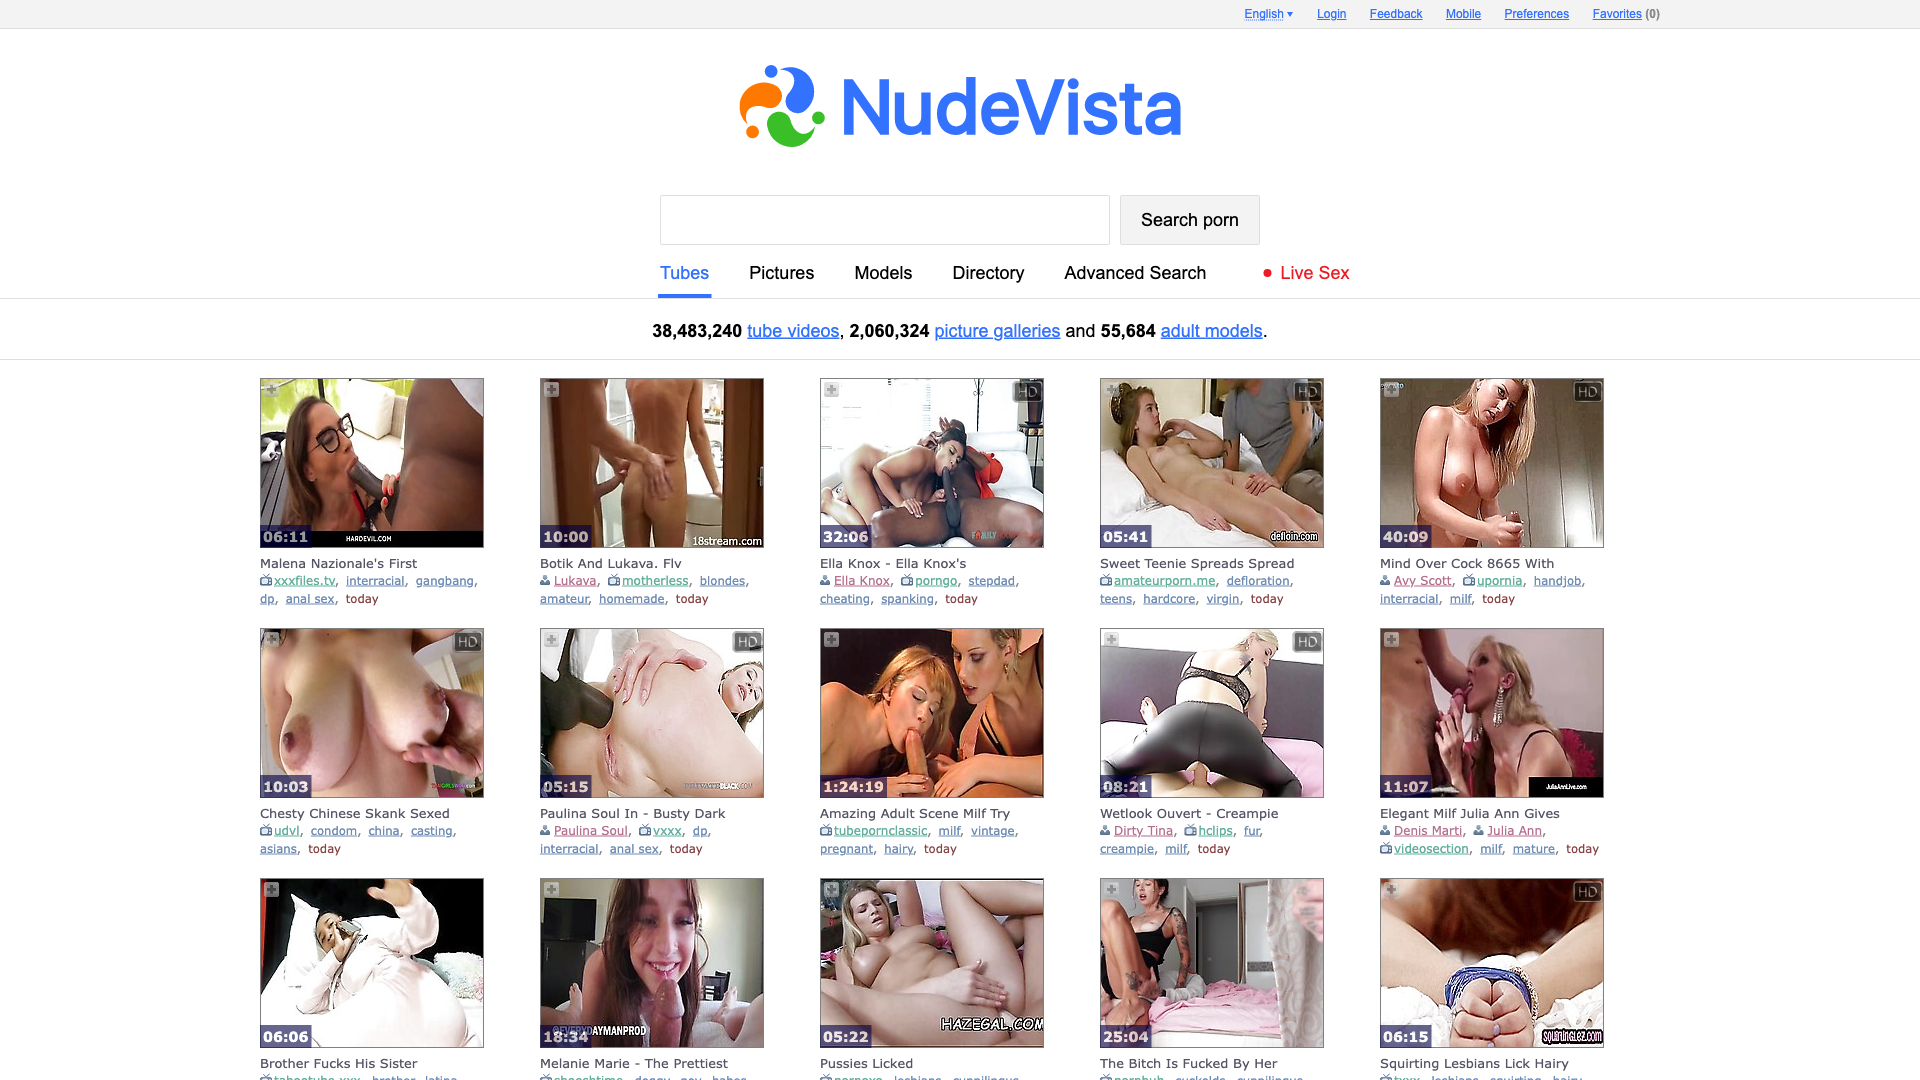 English ▾ Login Feedback Mobile Preferences Favorites (0)
NudeVista
Search porn
Tubes Pictures Models Directory Advanced Search • Live Sex
38,483,240 tube videos, 2,060,324 picture galleries and 55,684 adult models.
06:11 HARDEVIL.COM
10:00 18stream.com
HD 32:06
HD 05:41 defloin.com
HD 40:09
Malena Nazionale's First
xxxfiles.tv, interracial, gangbang,
dp, anal sex, today
Botik And Lukava. Flv
Lukava, motherless, blondes,
amateur, homemade, today
Ella Knox - Ella Knox's
Ella Knox, porngo, stepdad,
cheating, spanking, today
Sweet Teenie Spreads Spread
amateurporn.me, defloration,
teens, hardcore, virgin, today
Mind Over Cock 8665 With
Avy Scott, upornia, handjob,
interracial, milf, today
HD 10:03
HD 05:15
1:24:19
HD 08:21
11:07 JuliaAnnLive.com
Chesty Chinese Skank Sexed
udvl, condom, china, casting,
asians, today
Paulina Soul In - Busty Dark
Paulina Soul, vxxx, dp,
interracial, anal sex, today
Amazing Adult Scene Milf Try
tubepornclassic, milf, vintage,
pregnant, hairy, today
Wetlook Ouvert - Creampie
Dirty Tina, hclips, fur,
creampie, milf, today
Elegant Milf Julia Ann Gives
Denis Marti, Julia Ann,
videosection, milf, mature, today
06:06
18:34 @EVERYDAYMANPROD
05:22 HAZEGAL.COM
25:04
HD 06:15 squirtinglez.com
Brother Fucks His Sister
Melanie Marie - The Prettiest
Pussies Licked
The Bitch Is Fucked By Her
Squirting Lesbians Lick Hairy